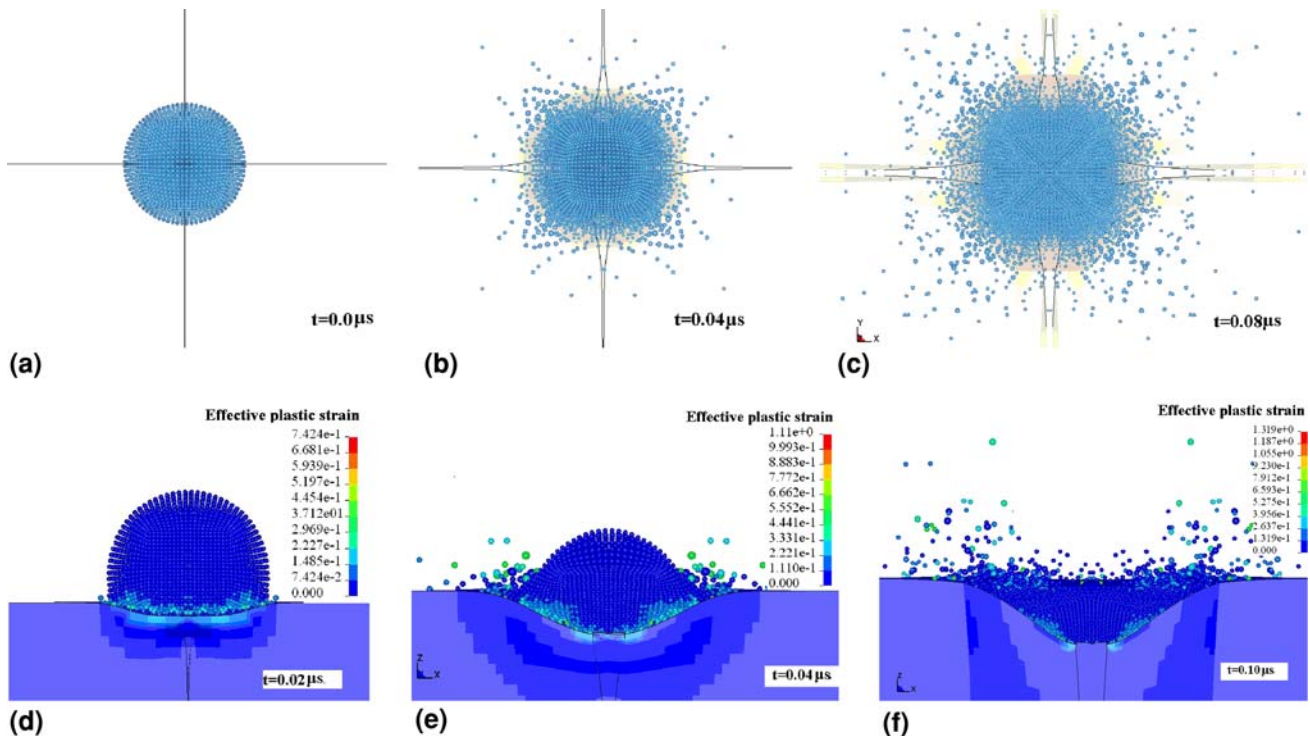 t=0.0μs
t=0.04μs
t=0.08μs
Y
X
(a)
(b)
(c)
Effective plastic strain
7.424e-1
6.681e-1
5.939e-1
5.197e-1
4.454e-1
3.712e01
2.969e-1
2.227e-1
1.485e-1
7.424e-2
0.000
t=0.02μs.
(d)
Effective plastic strain
1.11e+0
9.993e-1
8.883e-1
7.772e-1
6.662e-1
5.552e-1
4.441e-1
3.331e-1
2.221e-1
1.110e-1
0.000
Z
X
t=0.04μs
(e)
Effective plastic strain
1.319e+0
1.187e+0
1.055e+0
9.230e-1
7.912e-1
6.593e-1
5.275e-1
3.956e-1
2.637e-1
1.319e-1
0.000
Z
X
t=0.10μs
(f)